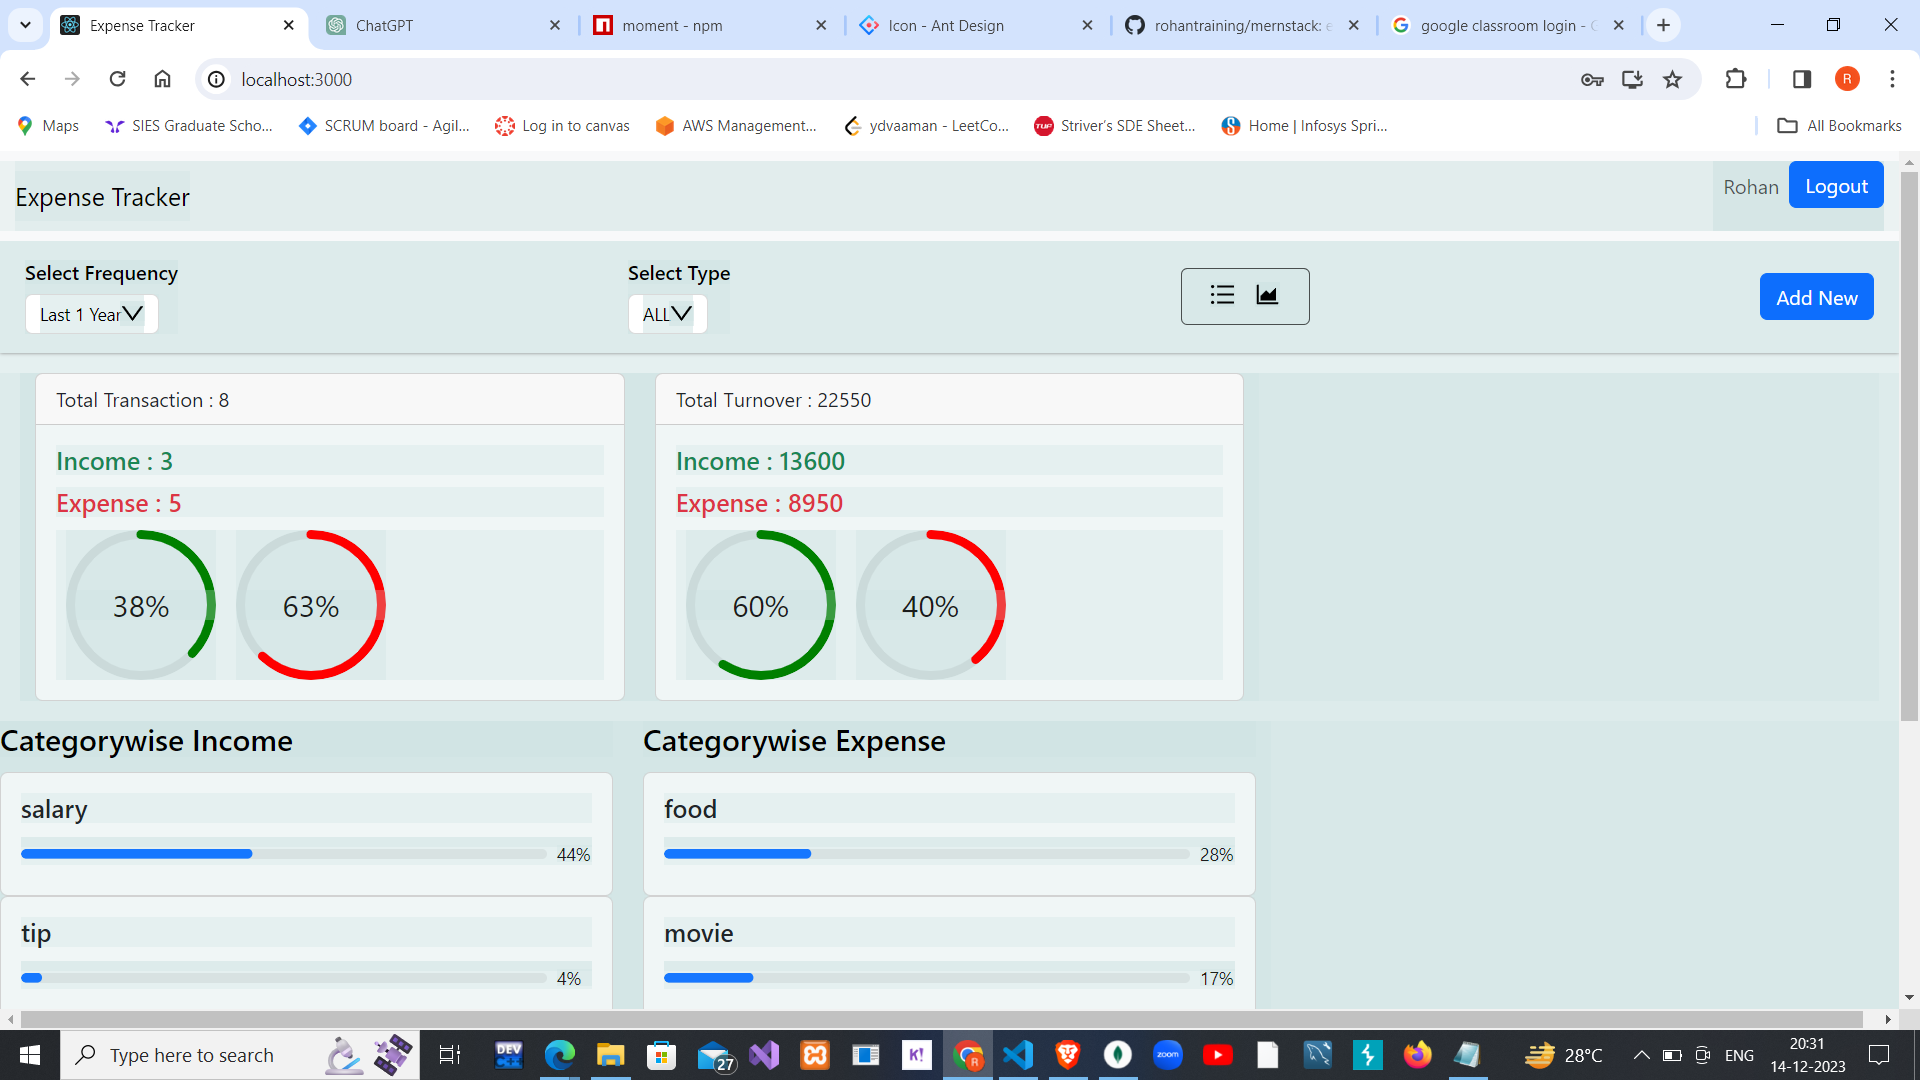 Expense Tracker
ChatGPT
moment - npm
Icon - Ant Design
rohantraining/mernstack: e
google classroom login - G
localhost:3000
R
Maps
SIES Graduate Scho...
SCRUM board - Agil...
Log in to canvas
AWS Management...
ydvaaman - LeetCo...
TUF
Striver's SDE Sheet...
Home | Infosys Spri...
All Bookmarks
Expense Tracker
Rohan
Logout
Select Frequency
Last 1 Year
Select Type
ALL
Add New
Total Transaction : 8
Income : 3
Expense : 5
38%
63%
Total Turnover : 22550
Income : 13600
Expense : 8950
60%
40%
Categorywise Income
salary
44%
tip
4%
Categorywise Expense
food
28%
movie
17%
Type here to search
DEV
27
K!
R
zoom
28°C
ENG
20:31
14-12-2023